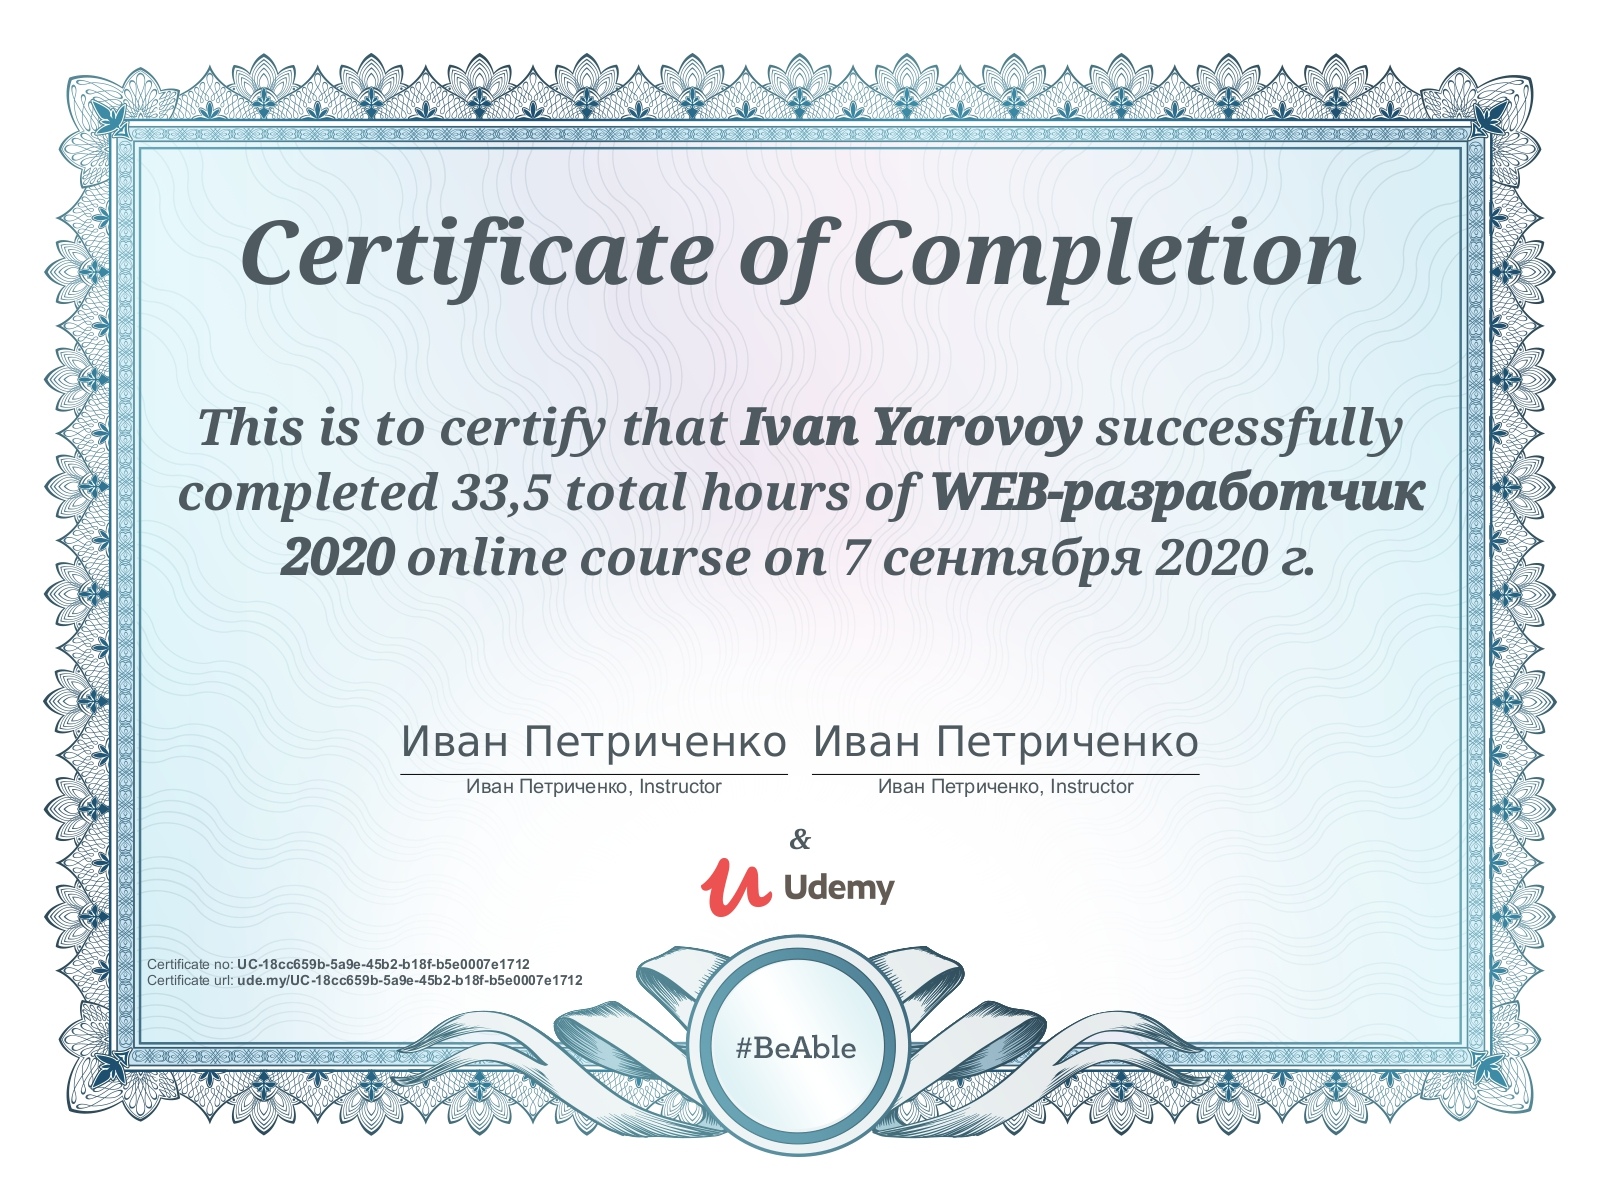 Certificate of Completion
This is to certify that Ivan Yarovoy successfully
completed 33,5 total hours of WEB-разработчик
2020 online course on 7 сентября 2020 г.
Иван Петриченко Иван Петриченко
Иван Петриченко, Instructor Иван Петриченко, Instructor
&
Udemy
Certificate no: UC-18cc659b-5a9e-45b2-b18f-b5e0007e1712
Certificate url: ude.my/UC-18cc659b-5a9e-45b2-b18f-b5e0007e1712
#BeAble